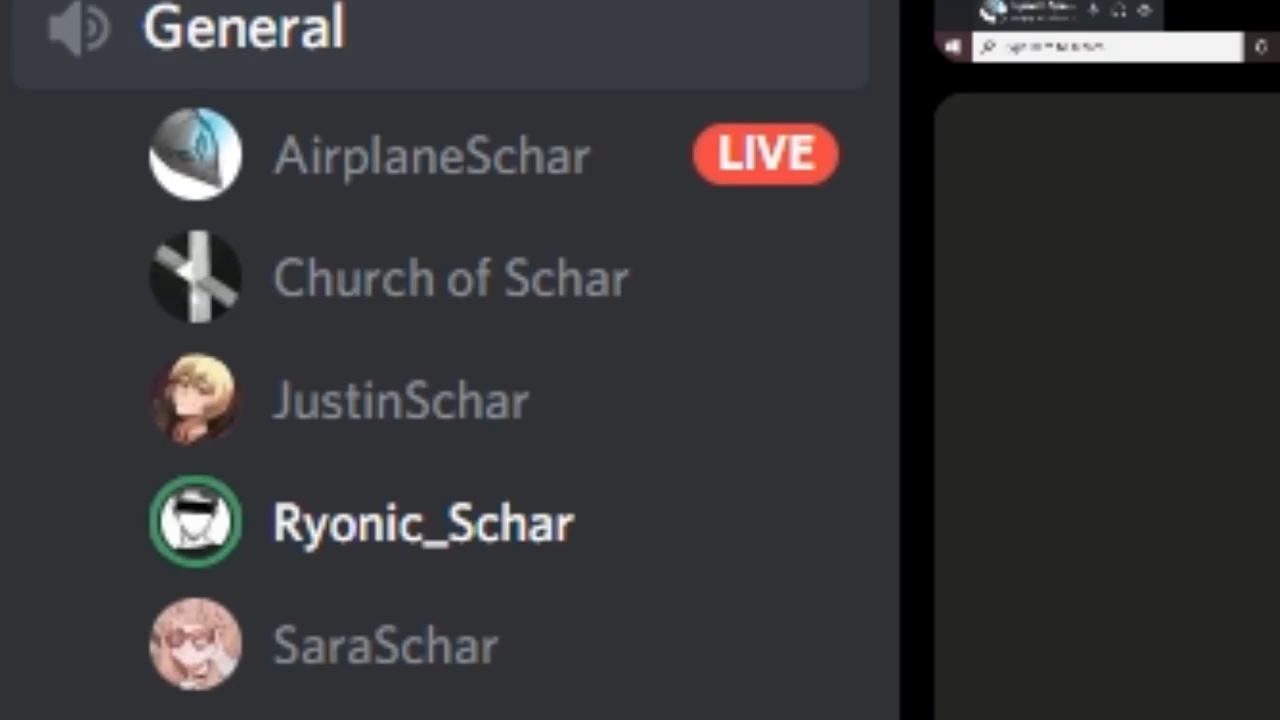 General
AirplaneSchar
LIVE
Church of Schar
JustinSchar
Ryonic_Schar
SaraSchar